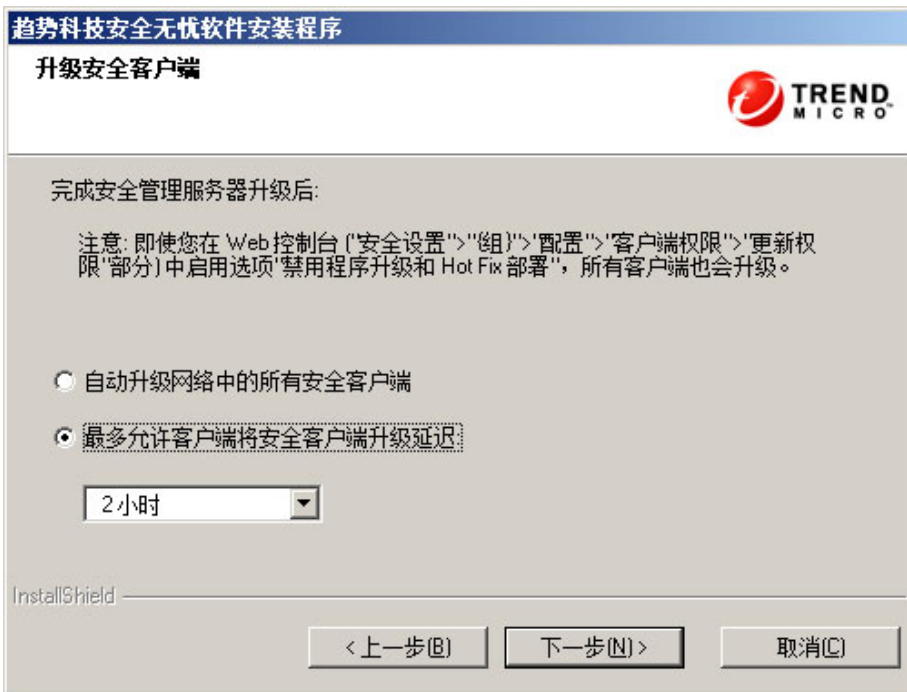 趋势科技安全无忧软件安装程序
升级安全客户端
TREND
MICRO
完成安全管理服务器升级后:
注意: 即使您在 Web 控制台 ("安全设置">"{组}">"配置">"客户端权限">"更新权
限"部分) 中启用选项"禁用程序升级和 Hot Fix 部署", 所有客户端也会升级。
自动升级网络中的所有安全客户端
最多允许客户端将安全客户端升级延迟:
2 小时
InstallShield
< 上一步(B)
下一步(N) >
取消(C)